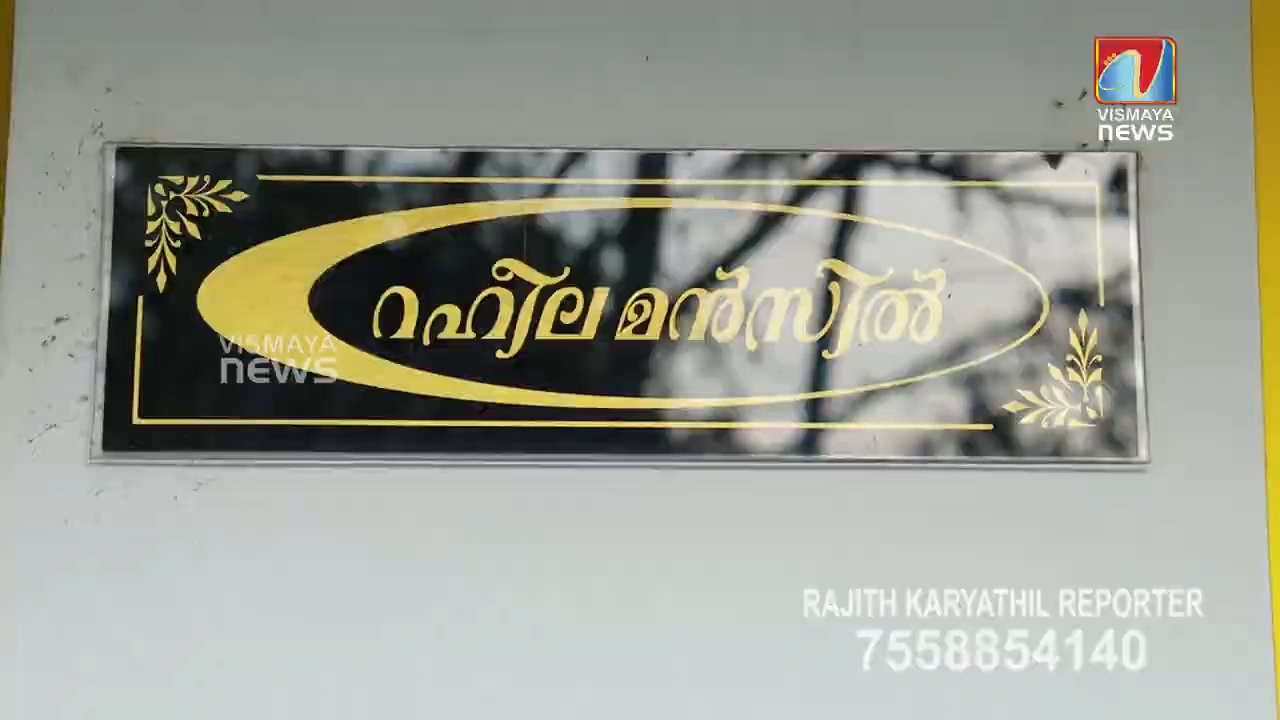 VISMAYA
NEWS
റഹീല മൻസിൽ
VISMAYA
NEWS
RAJITH KARYATHIL REPORTER
7558854140